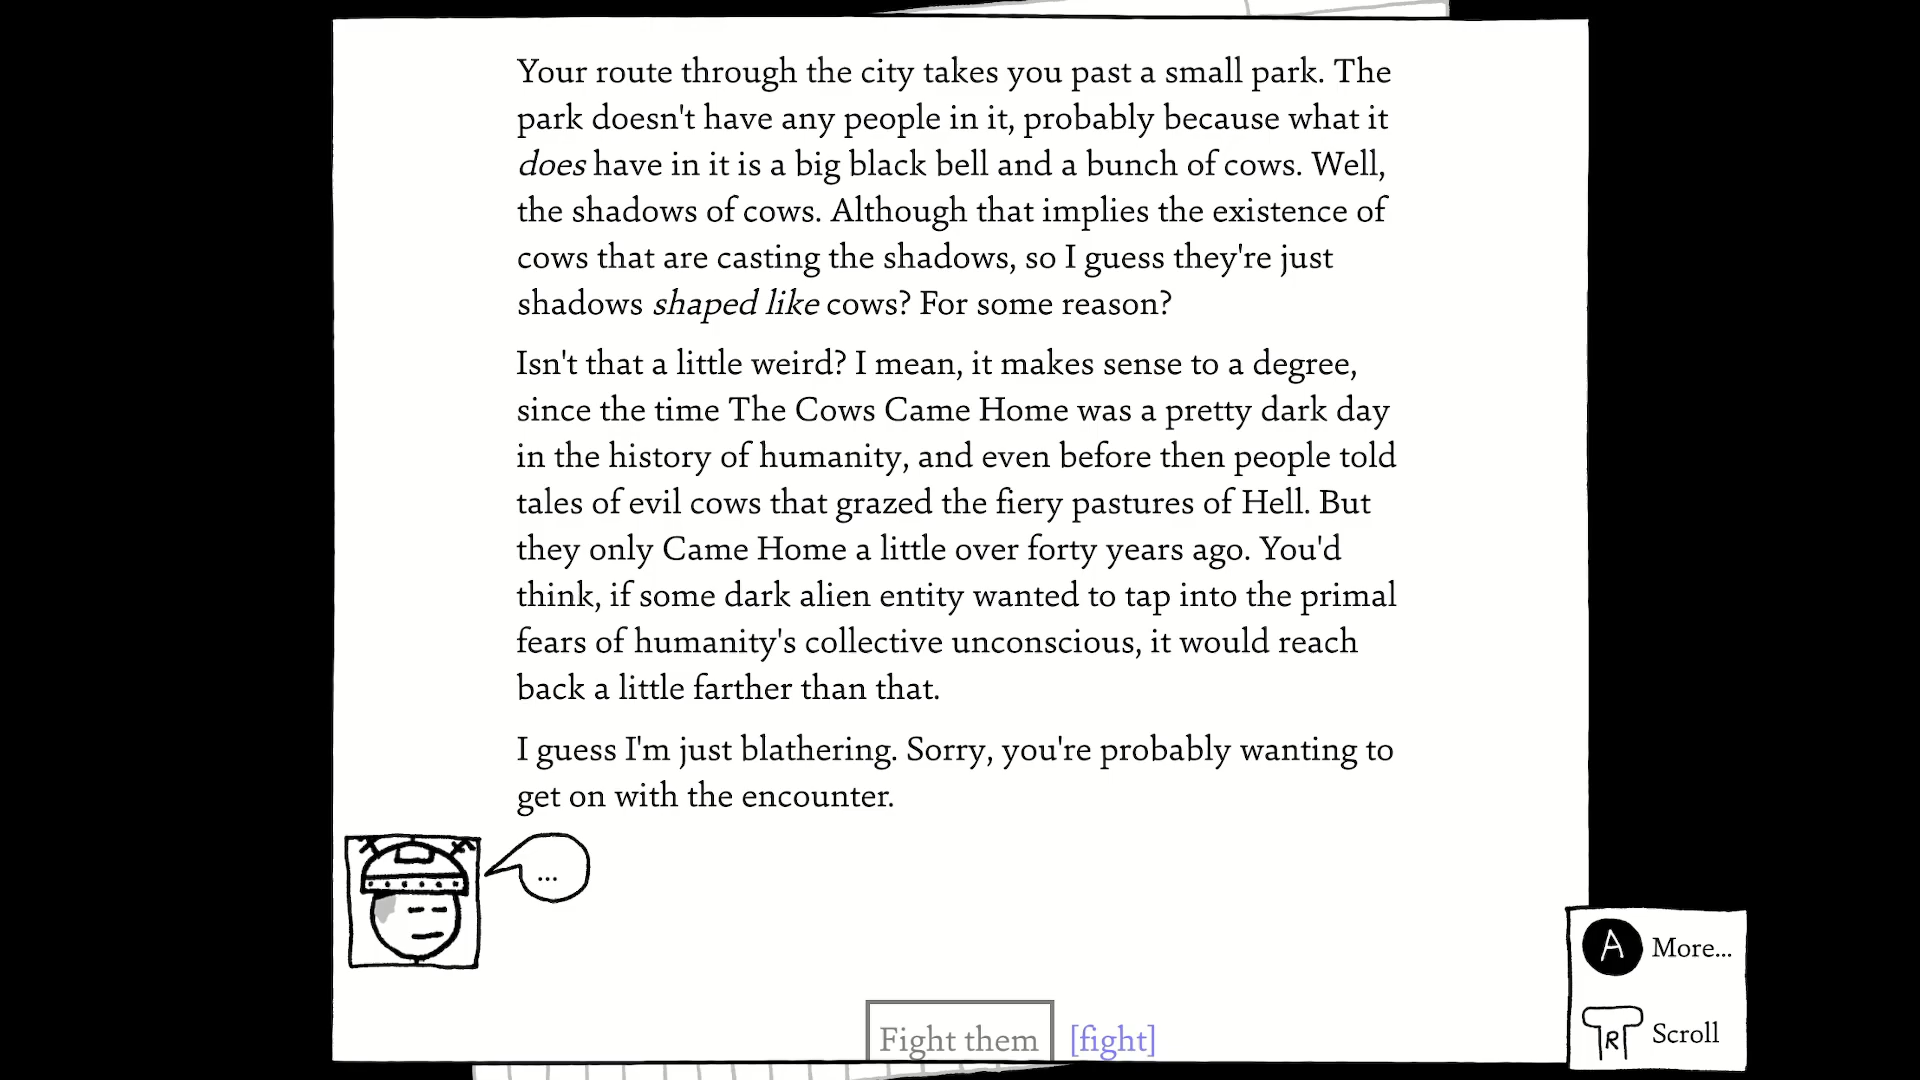 Your route through the city takes you past a small park. The
park doesn't have any people in it, probably because what it
does have in it is a big black bell and a bunch of cows. Well,
the shadows of cows. Although that implies the existence of
cows that are casting the shadows, so I guess they're just
shadows shaped like cows? For some reason?
Isn't that a little weird? I mean, it makes sense to a degree,
since the time The Cows Came Home was a pretty dark day
in the history of humanity, and even before then people told
tales of evil cows that grazed the fiery pastures of Hell. But
they only Came Home a little over forty years ago. You'd
think, if some dark alien entity wanted to tap into the primal
fears of humanity's collective unconscious, it would reach
back a little farther than that.
I guess I'm just blathering. Sorry, you're probably wanting to
get on with the encounter.
...
Fight them [fight]
A More...
R Scroll